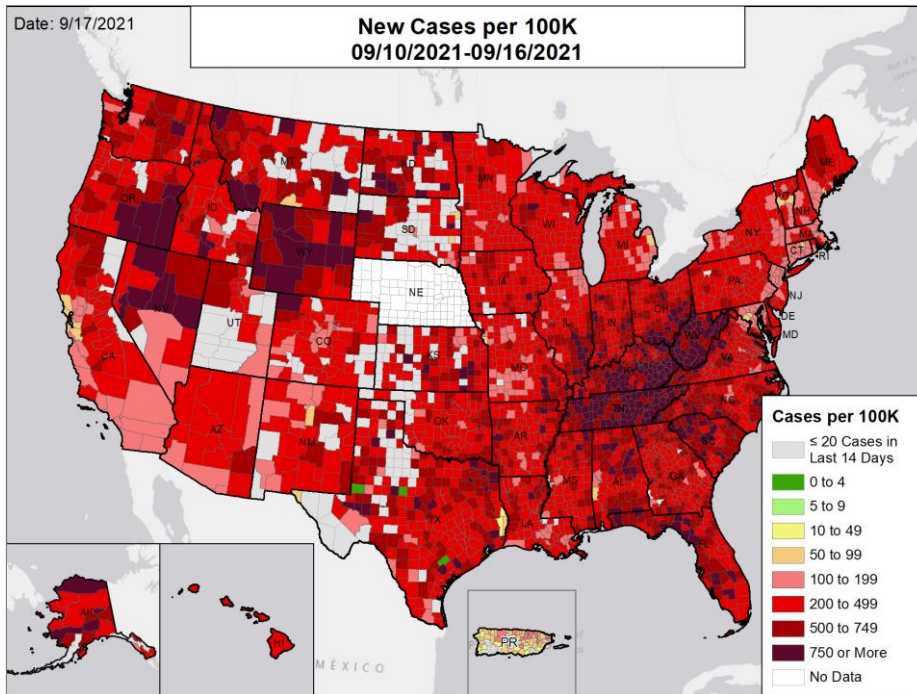 Date: 9/17/2021
New Cases per 100K
09/10/2021-09/16/2021
WA
MT
ND
MN
ME
OR
ID
SD
WI
MI
NY
NH
MA
CT
RI
WY
IA
PA
NJ
NE
DE
MD
NV
UT
CO
IL
IN
OH
WV
VA
CA
KS
MO
KY
AZ
NM
OK
AR
TN
NC
SC
MS
AL
GA
TX
LA
FL
AK
HI
MÉXICO
PR
Cases per 100K
≤ 20 Cases in
Last 14 Days
0 to 4
5 to 9
10 to 49
50 to 99
100 to 199
200 to 499
500 to 749
750 or More
No Data